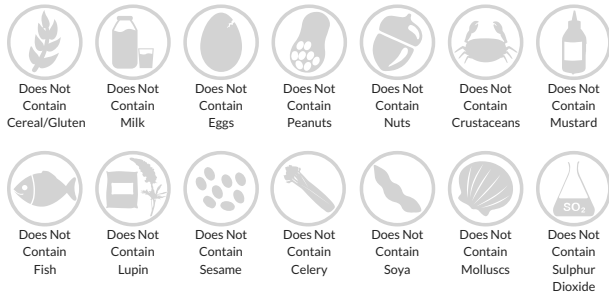 Does Not
Contain
Cereal/Gluten
Does Not
Contain
Milk
Does Not
Contain
Eggs
Does Not
Contain
Peanuts
Does Not
Contain
Nuts
Does Not
Contain
Crustaceans
Does Not
Contain
Mustard
Does Not
Contain
Fish
Does Not
Contain
Lupin
Does Not
Contain
Sesame
Does Not
Contain
Celery
Does Not
Contain
Soya
Does Not
Contain
Molluscs
SO₂
Does Not
Contain
Sulphur
Dioxide